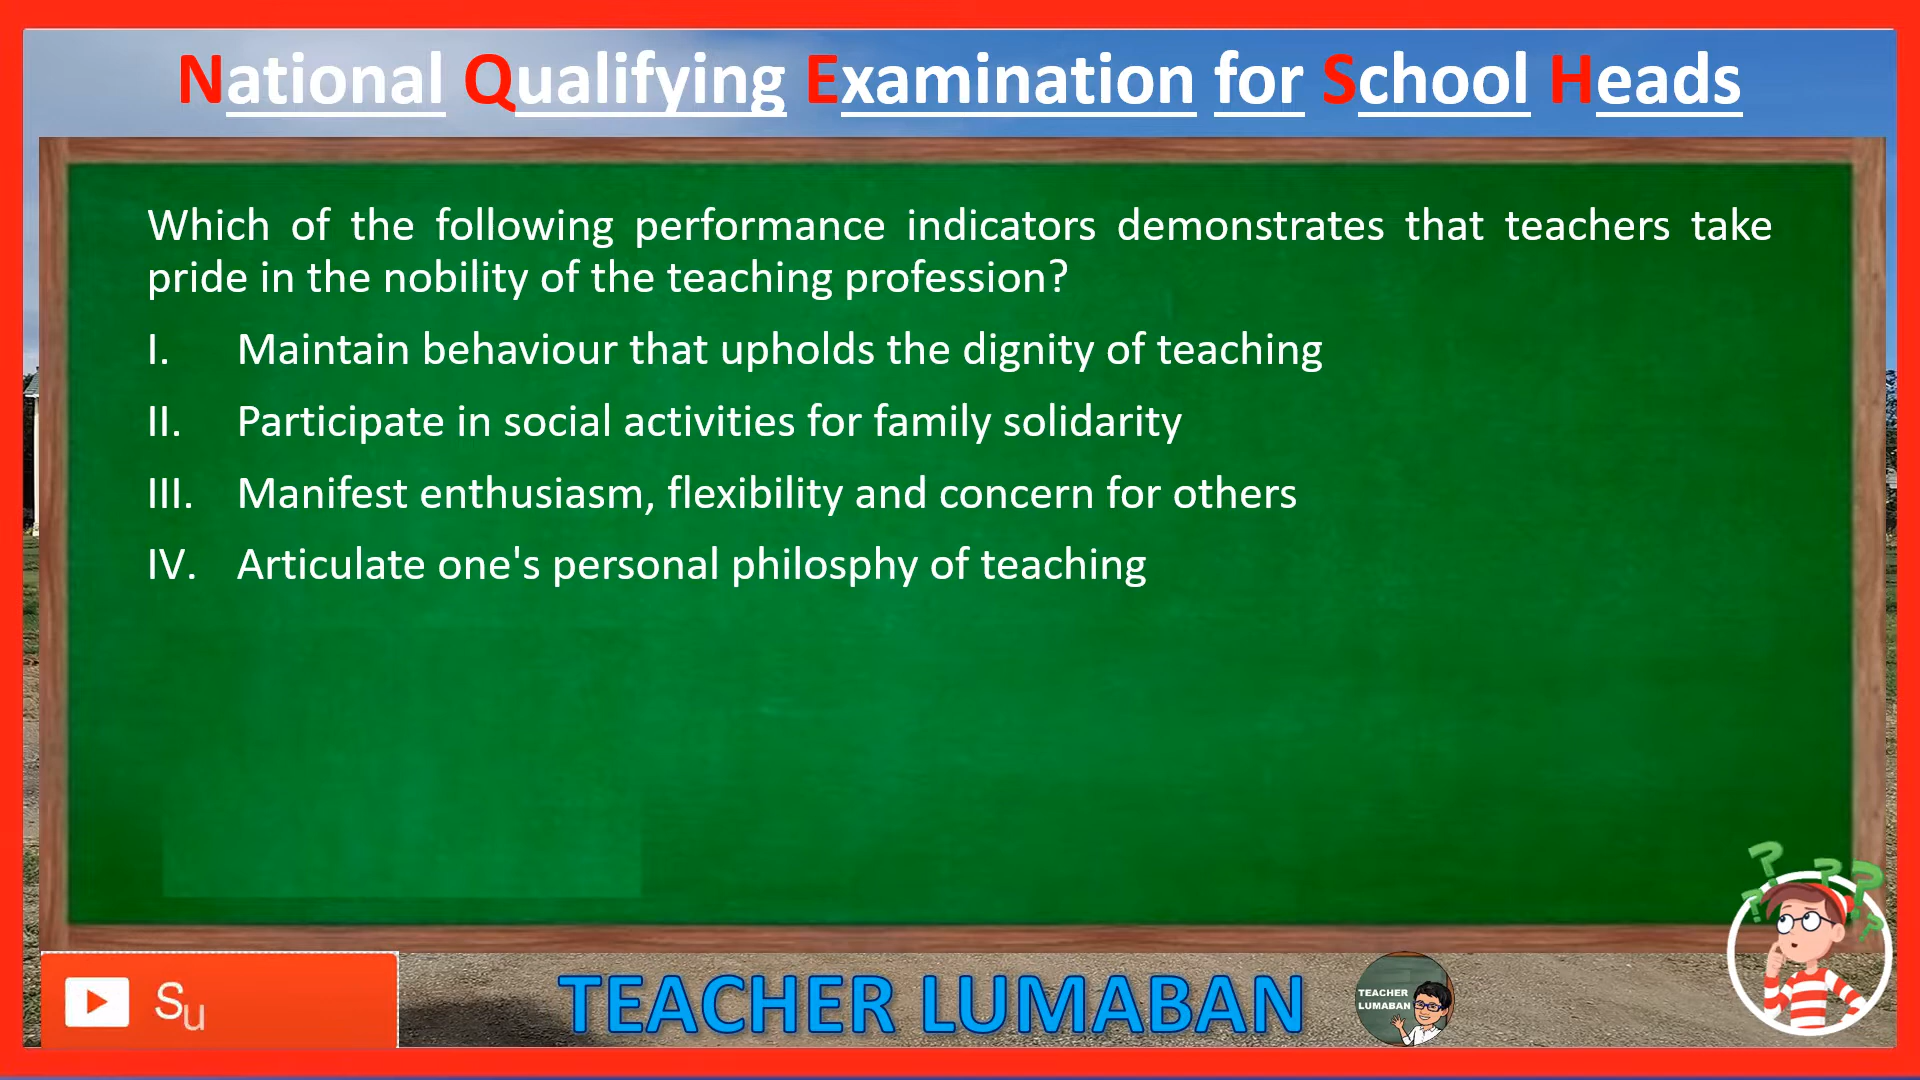 National Qualifying Examination for School Heads
Which of the following performance indicators demonstrates that teachers take
pride in the nobility of the teaching profession?
I. Maintain behaviour that upholds the dignity of teaching
II. Participate in social activities for family solidarity
III. Manifest enthusiasm, flexibility and concern for others
IV. Articulate one's personal philosphy of teaching
Su
TEACHER LUMABAN
TEACHER
LUMABAN